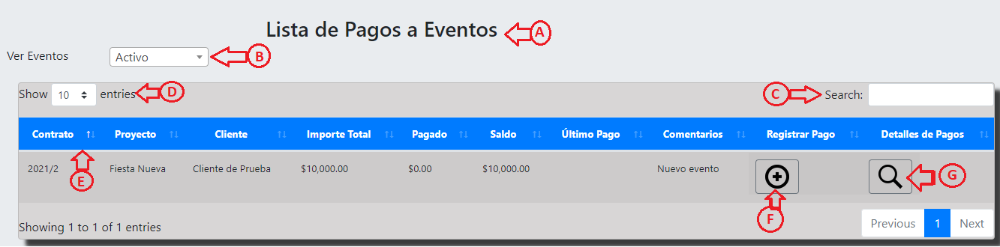 Lista de Pagos a Eventos A
Ver Eventos Activo B
Show 10 entries D C Search:
Contrato Proyecto Cliente Importe Total Pagado Saldo Último Pago Comentarios Registrar Pago Detalles de Pagos
2021/2 Fiesta Nueva Cliente de Prueba $10,000.00 $0.00 $10,000.00 Nuevo evento G
E F
Showing 1 to 1 of 1 entries Previous 1 Next